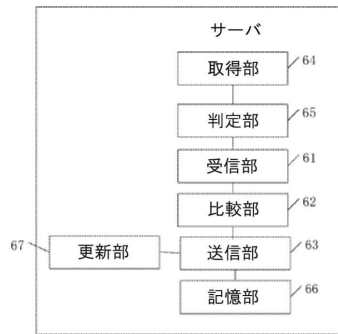 サーバ
取得部 64
判定部 65
受信部 61
比較部 62
67 更新部 送信部 63
記憶部 66